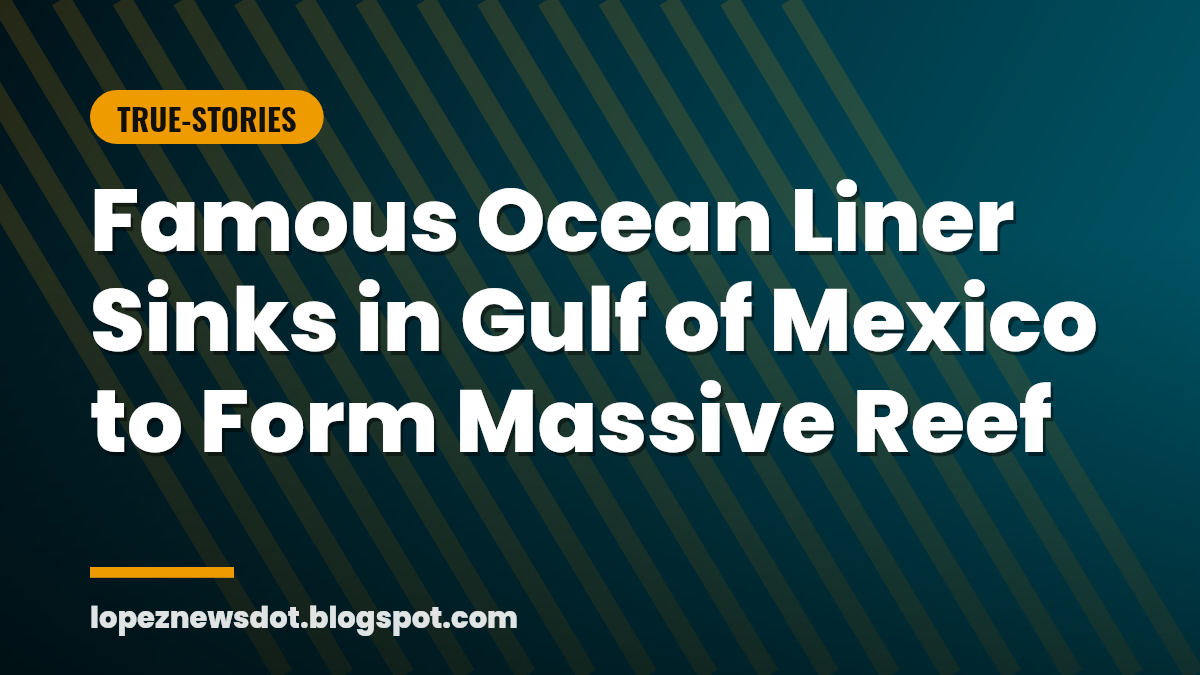 TRUE-STORIES
Famous Ocean Liner
Sinks in Gulf of Mexico
to Form Massive Reef
lopeznewsdot.blogspot.com